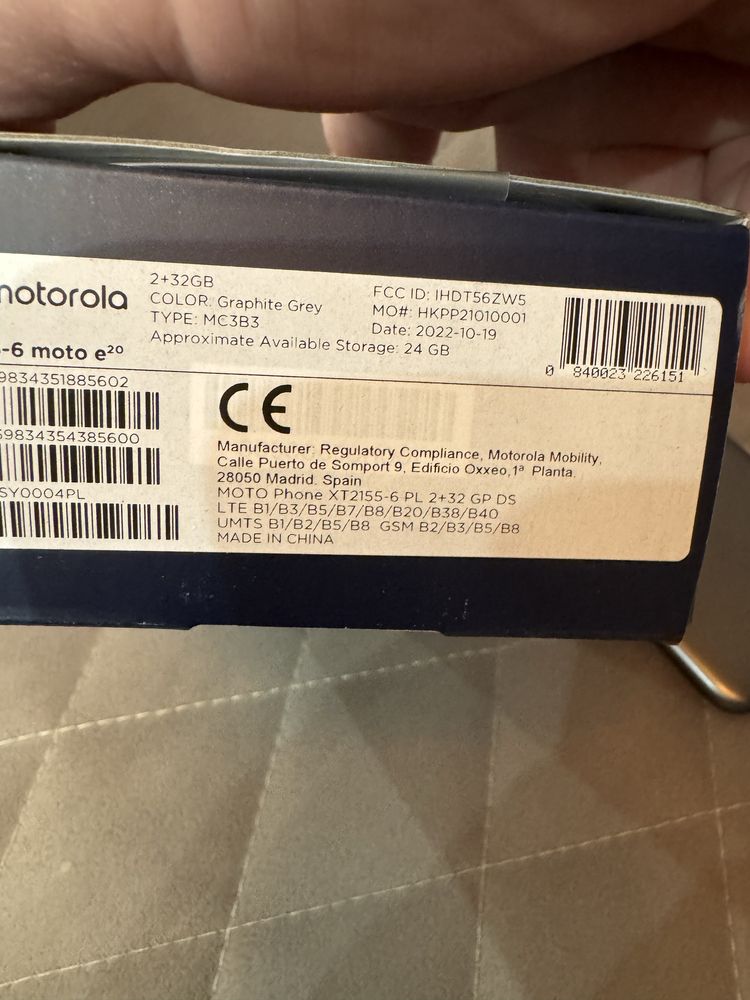 motorola
2+32GB
COLOR: Graphite Grey
TYPE: MC3B3
Approximate Available Storage: 24 GB
FCC ID: IHDT56ZW5
MO#: HKPP21010001
Date: 2022-10-19
0 840023 226151
-6 moto e²⁰
9834351885602
59834354385600
SY0004PL
CE
Manufacturer: Regulatory Compliance, Motorola Mobility,
Calle Puerto de Somport 9, Edificio Oxxeo,1ª Planta.
28050 Madrid. Spain
MOTO Phone XT2155-6 PL 2+32 GP DS
LTE B1/B3/B5/B7/B8/B20/B38/B40
UMTS B1/B2/B5/B8 GSM B2/B3/B5/B8
MADE IN CHINA